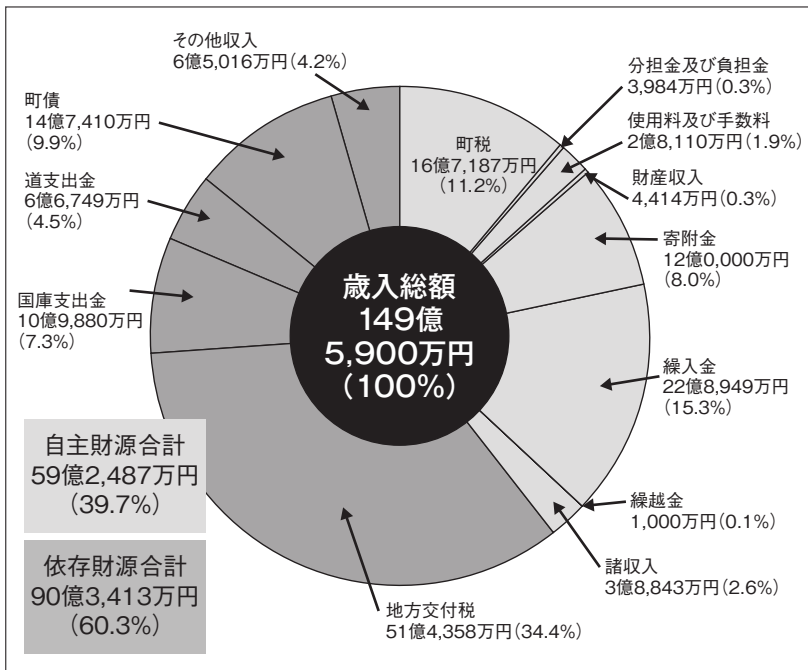 その他収入
6億5,016万円(4.2%)
町債
14億7,410万円
(9.9%)
道支出金
6億6,749万円
(4.5%)
国庫支出金
10億9,880万円
(7.3%)
町税
16億7,187万円
(11.2%)
分担金及び負担金
3,984万円(0.3%)
使用料及び手数料
2億8,110万円(1.9%)
財産収入
4,414万円(0.3%)
寄附金
12億0,000万円
(8.0%)
歳入総額
149億
5,900万円
(100%)
繰入金
22億8,949万円
(15.3%)
繰越金
1,000万円(0.1%)
諸収入
3億8,843万円(2.6%)
地方交付税
51億4,358万円(34.4%)
自主財源合計
59億2,487万円
(39.7%)
依存財源合計
90億3,413万円
(60.3%)